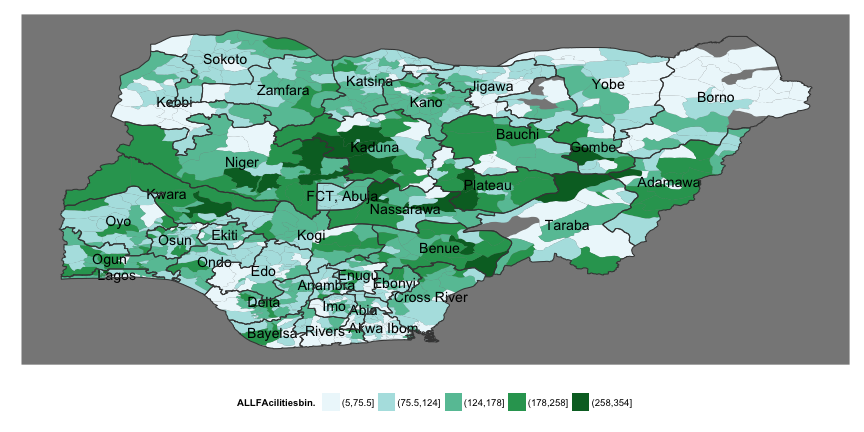 Sokoto
Katsina
Jigawa
Yobe
Zamfara
Kano
Borno
Kebbi
Bauchi
Kaduna
Gombe
Niger
Plateau
Adamawa
Kwara
FCT, Abuja
Nassarawa
Oyo
Taraba
Osun
Ekiti
Kogi
Benue
Ogun
Ondo
Edo
Lagos
Enugu
Anambra
Ebonyi
Cross River
Delta
Imo
Abia
Bayelsa
Rivers
Akwa Ibom
ALLFAcilitiesbin.
(5,75.5]
(75.5,124]
(124,178]
(178,258]
(258,354]